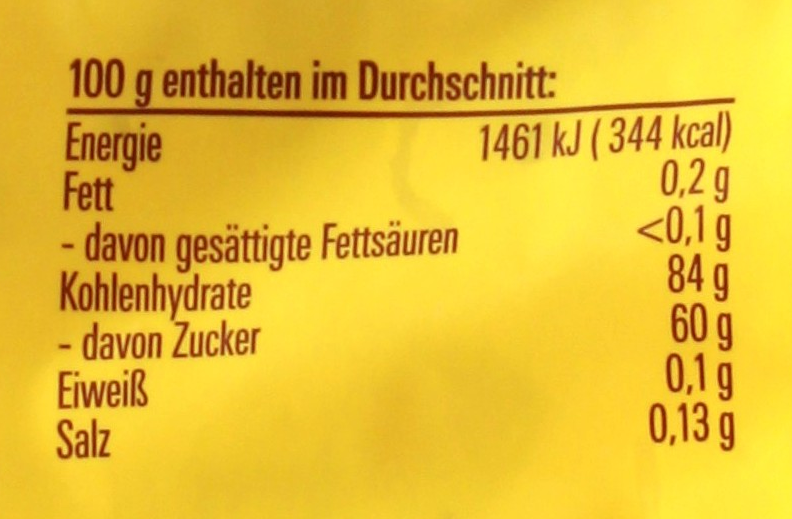 100 g enthalten im Durchschnitt:
Energie 1461 kJ ( 344 kcal)
Fett 0,2 g
- davon gesättigte Fettsäuren <0,1 g
Kohlenhydrate 84 g
- davon Zucker 60 g
Eiweiß 0,1 g
Salz 0,13 g